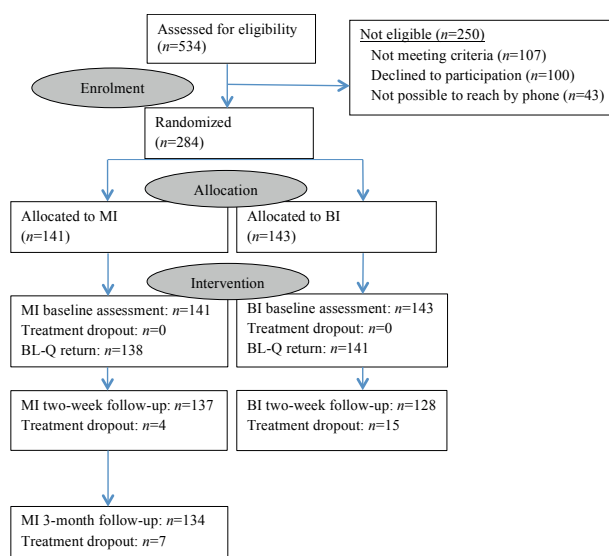 Assessed for eligibility
(n=534)
Not eligible (n=250)
Not meeting criteria (n=107)
Declined to participation (n=100)
Not possible to reach by phone (n=43)
Enrolment
Randomized
(n=284)
Allocation
Allocated to MI
(n=141)
Allocated to BI
(n=143)
Intervention
MI baseline assessment: n=141
Treatment dropout: n=0
BL-Q return: n=138
BI baseline assessment: n=143
Treatment dropout: n=0
BL-Q return: n=141
MI two-week follow-up: n=137
Treatment dropout: n=4
BI two-week follow-up: n=128
Treatment dropout: n=15
MI 3-month follow-up: n=134
Treatment dropout: n=7